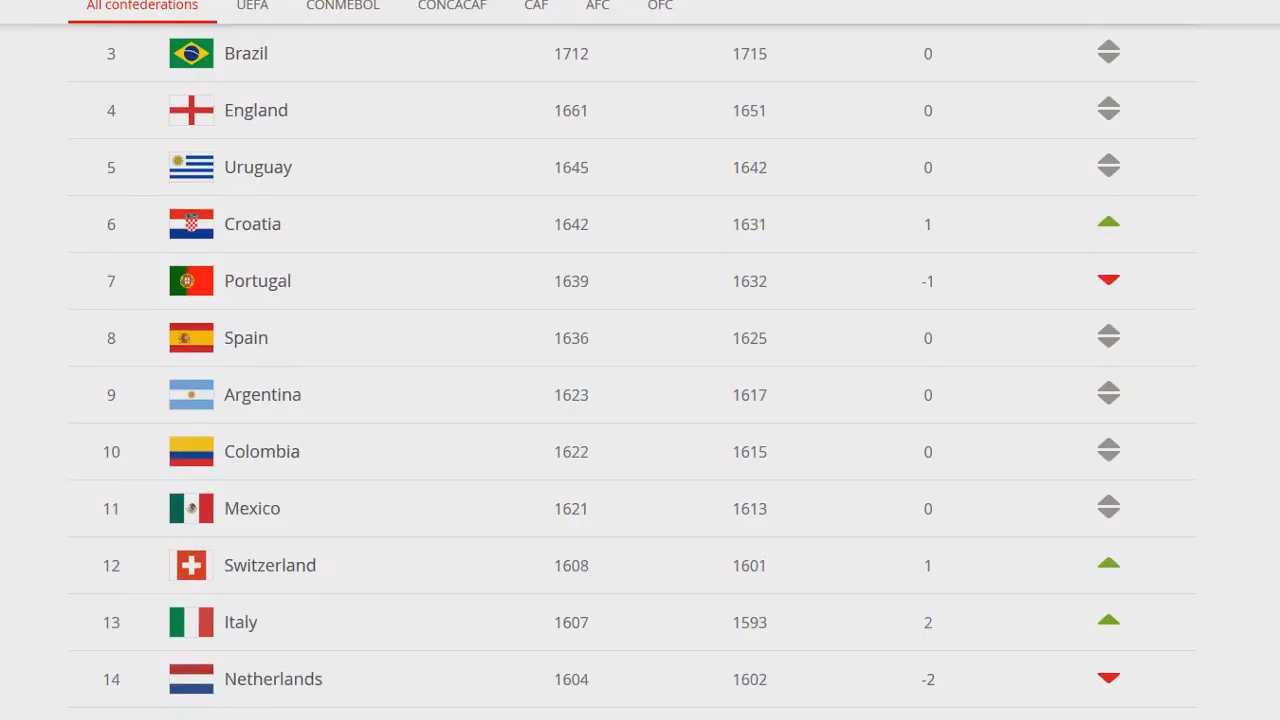 All confederations UEFA CONMEBOL CONCACAF CAF AFC OFC
3 Brazil 1712 1715 0
4 England 1661 1651 0
5 Uruguay 1645 1642 0
6 Croatia 1642 1631 1
7 Portugal 1639 1632 -1
8 Spain 1636 1625 0
9 Argentina 1623 1617 0
10 Colombia 1622 1615 0
11 Mexico 1621 1613 0
12 Switzerland 1608 1601 1
13 Italy 1607 1593 2
14 Netherlands 1604 1602 -2